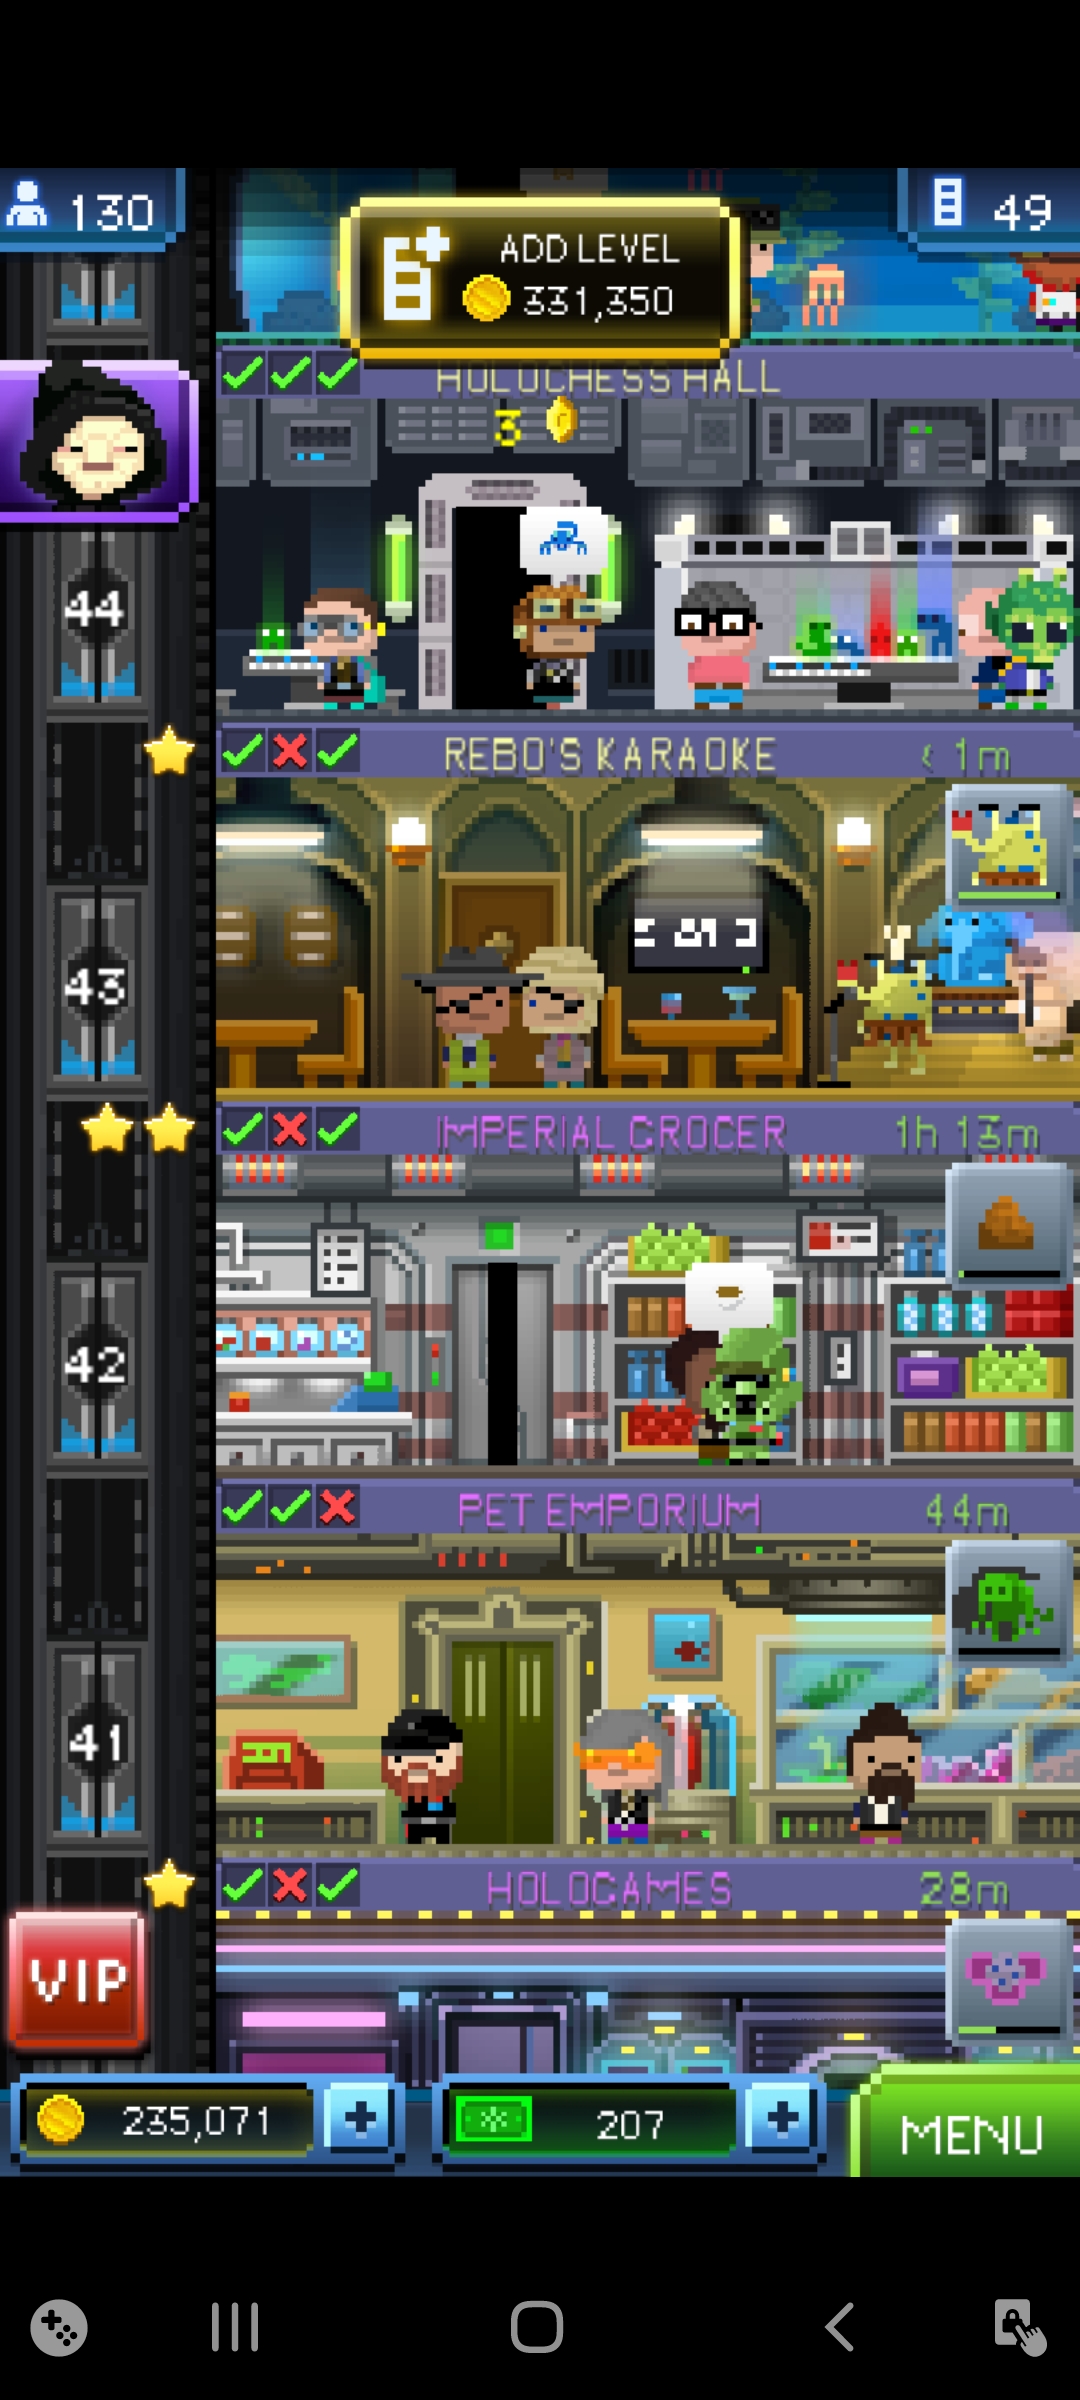 130
ADD LEVEL
331,350
49
HOLOCHESS HALL
3
44
REBO'S KARAOKE
< 1m
43
IMPERIAL GROCER
1h 13m
42
PET EMPORIUM
44m
41
HOLOGAMES
28m
VIP
235,071
+
207
+
MENU